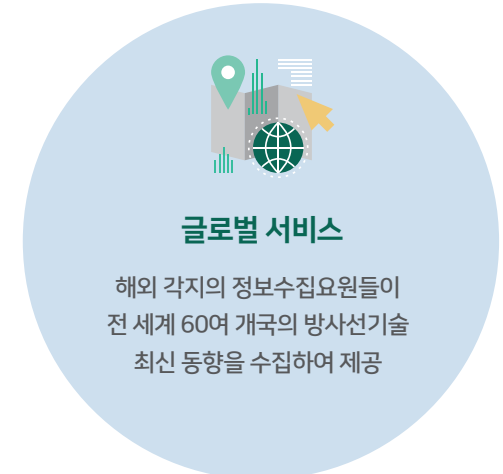 글로벌 서비스
해외 각지의 정보수집요원들이
전 세계 60여 개국의 방사선기술
최신 동향을 수집하여 제공